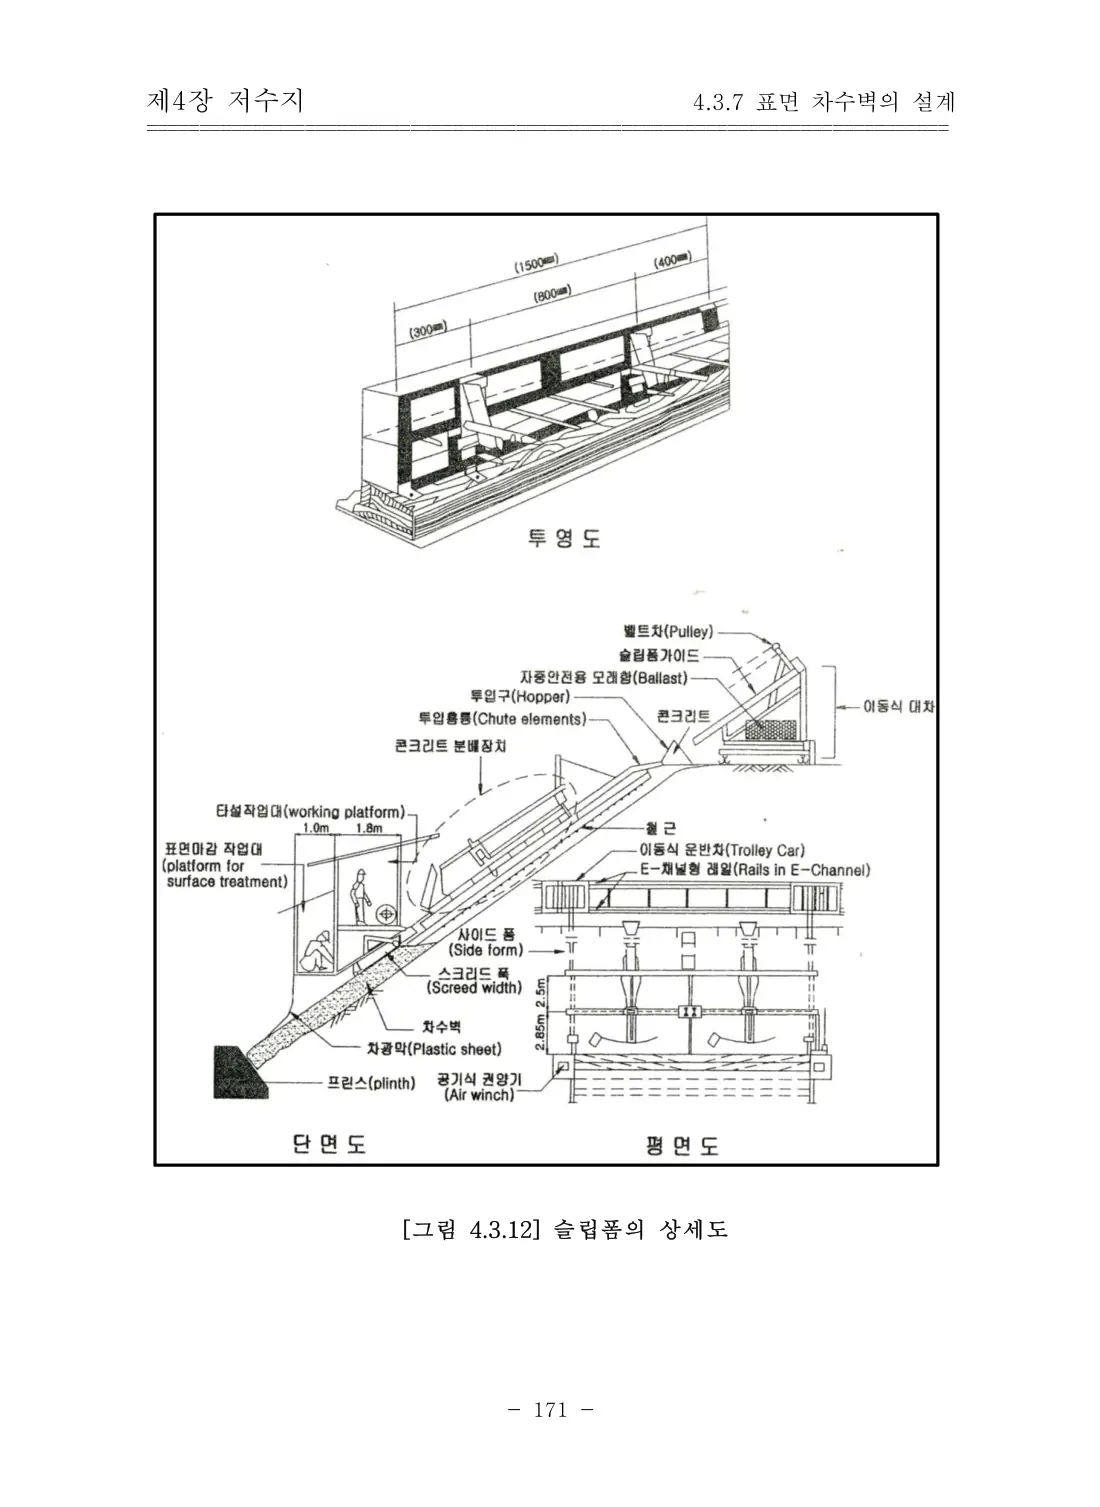 제4장 저수지
4.3.7 표면 차수벽의 설계
(1500㎜)
(400㎜)
(800㎜)
(300㎜)
투 영 도
벨트차(Pulley)
슬립폼가이드
자중안전용 모래함(Ballast)
투입구(Hopper)
이동식 대차
투입홈통(Chute elements)
콘크리트
콘크리트 분배장치
타설작업대(working platform)
1.0m
1.8m
철 근
표면마감 작업대
(platform for
surface treatment)
이동식 운반차(Trolley Car)
E-채널형 레일(Rails in E-Channel)
사이드 폼
(Side form)
스크리드 폭
(Screed width)
2.5m
2.85m
차수벽
차광막(Plastic sheet)
프린스(plinth)
공기식 권양기
(Air winch)
단 면 도
평 면 도
[그림 4.3.12] 슬립폼의 상세도
- 171 -